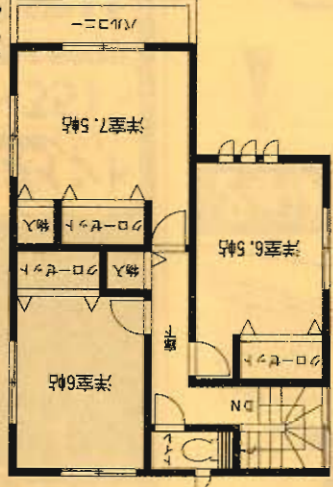 トイレ
DN
洋室6帖
クローゼット
廊下
物入
クローゼット
クローゼット
物入
洋室6.5帖
洋室7.5帖
バルコニー